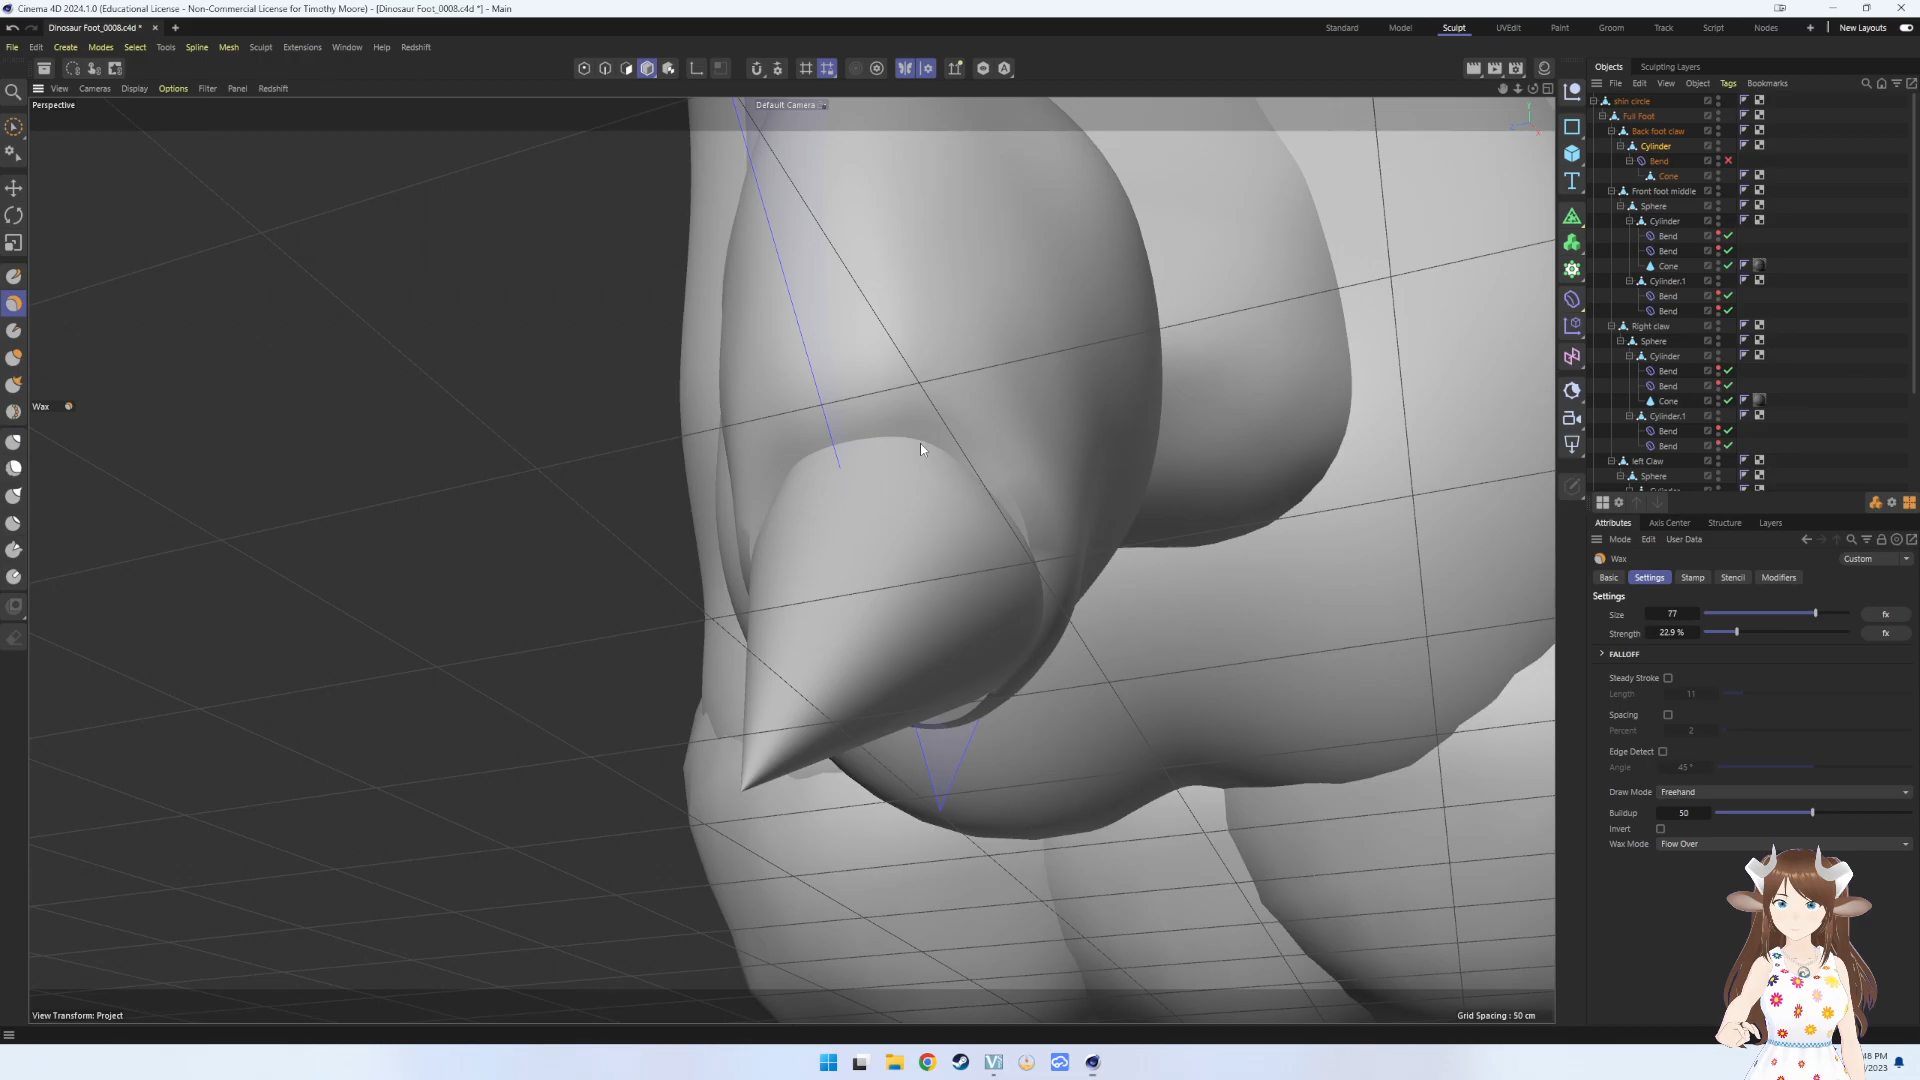 Cinema 4D 2024.1.0 (Educational License - Non-Commercial License for Timothy Moore) - [Dinosaur Foot_0008.c4d *] - Main
Dinosaur Foot_0008.c4d *
Standard Model Sculpt UVEdit Paint Groom Track Script Nodes New Layouts
File Edit Create Modes Select Tools Spline Mesh Sculpt Extensions Window Help Redshift
View Cameras Display Options Filter Panel Redshift
Perspective
Default Camera
Wax
View Transform: Project
Grid Spacing : 50 cm
Objects Sculpting Layers
File Edit View Object Tags Bookmarks
shin circle
Full Foot
Back foot claw
Cylinder
Bend
Cone
Front foot middle
Sphere
Cylinder
Bend
Bend
Cone
Cylinder.1
Bend
Bend
Right claw
Sphere
Cylinder
Bend
Bend
Cone
Cylinder.1
Bend
Bend
left Claw
Sphere
Attributes Axis Center Structure Layers
Mode Edit User Data
Wax Custom
Basic Settings Stamp Stencil Modifiers
Settings
Size 77 fx
Strength 22.9 % fx
FALLOFF
Steady Stroke
Length 11
Spacing
Percent 2
Edge Detect
Angle 45°
Draw Mode Freehand
Buildup 50
Invert
Wax Mode Flow Over
48 PM
/2023